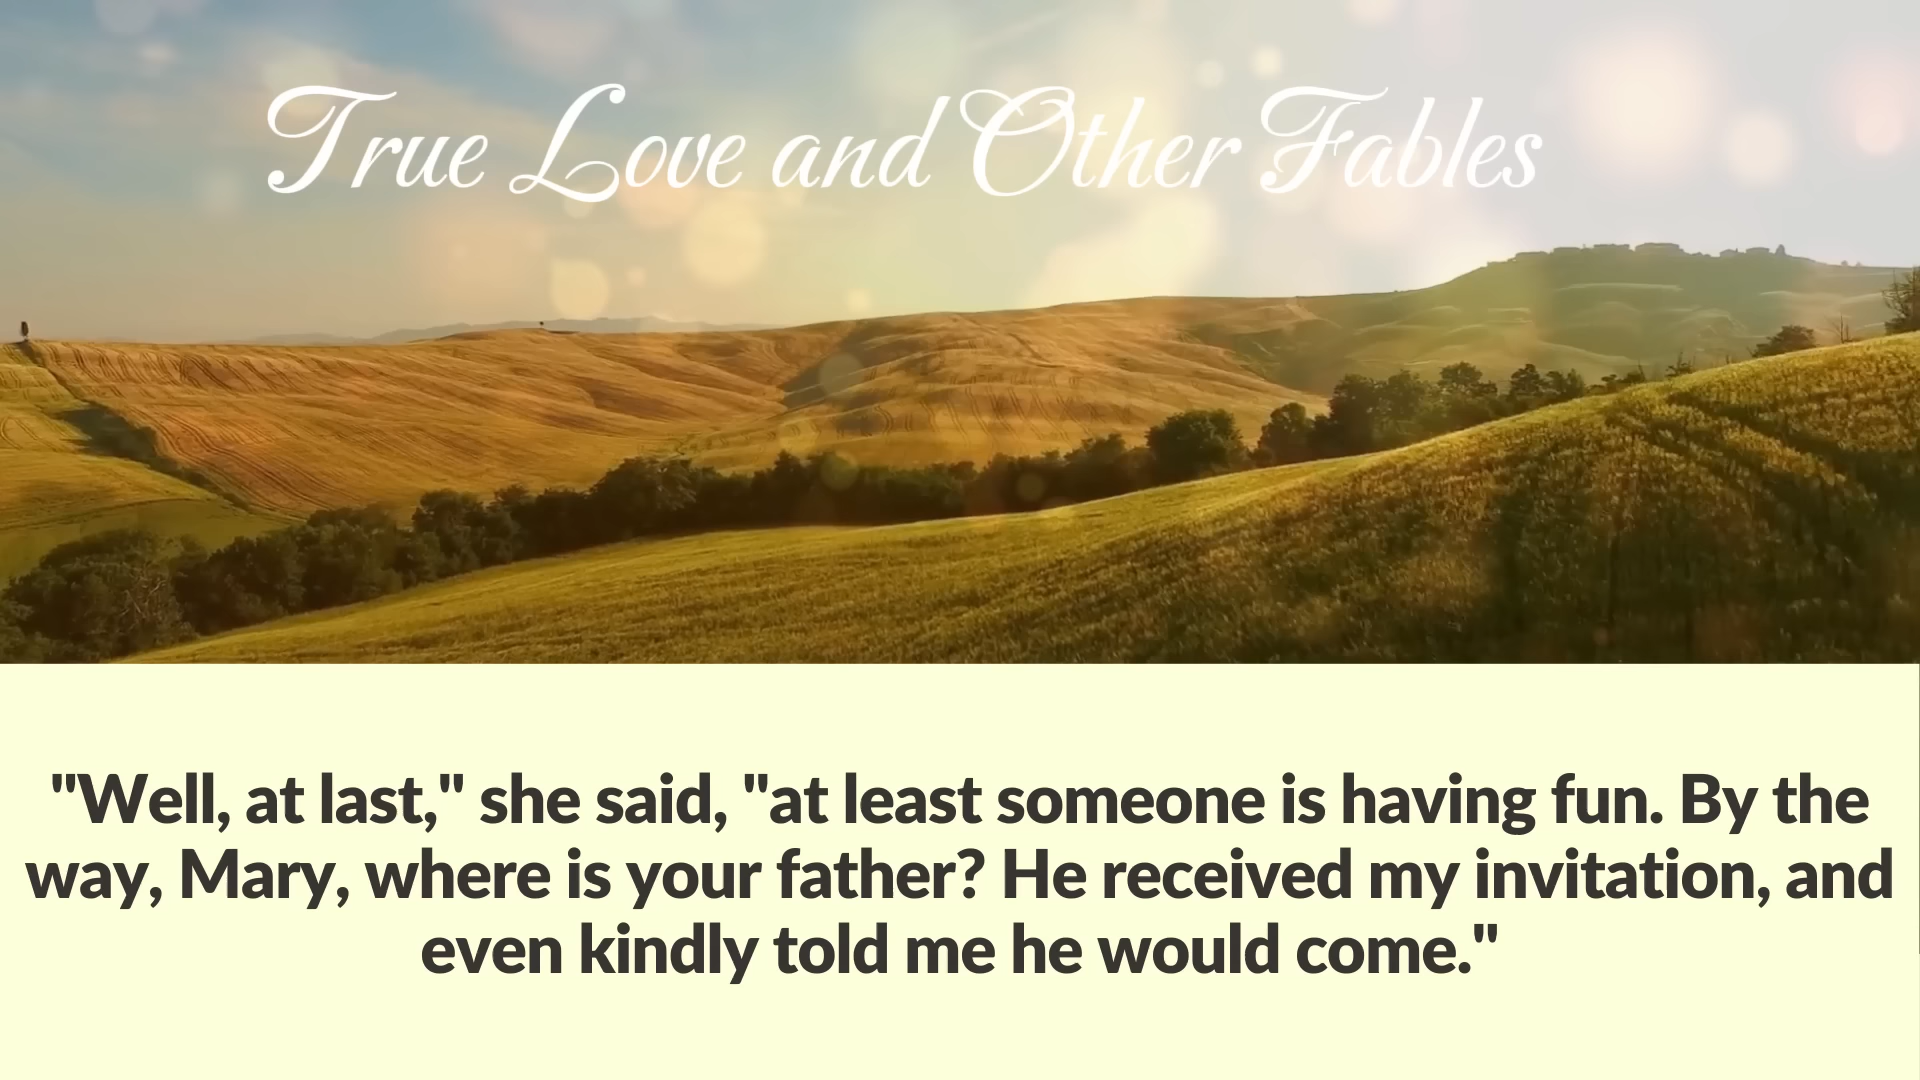 True Love and Other Fables
"Well, at last," she said, "at least someone is having fun. By the
way, Mary, where is your father? He received my invitation, and
even kindly told me he would come."